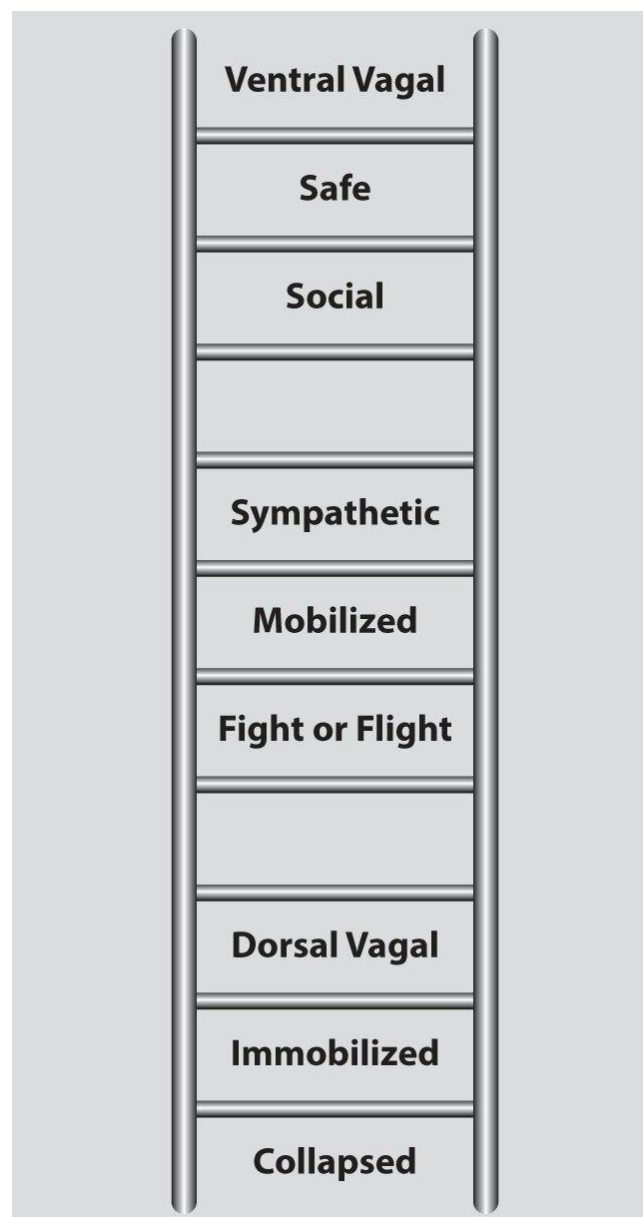 Ventral Vagal
Safe
Social
Sympathetic
Mobilized
Fight or Flight
Dorsal Vagal
Immobilized
Collapsed